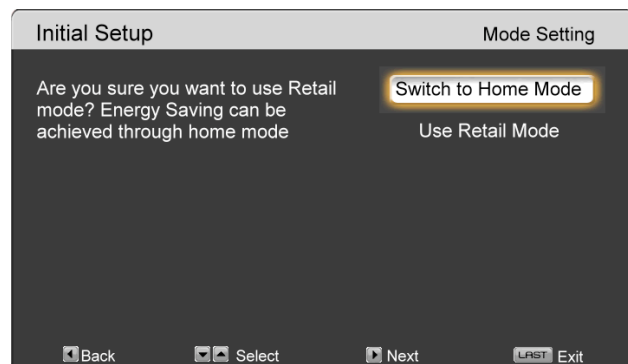 Initial Setup
Mode Setting
Are you sure you want to use Retail
mode? Energy Saving can be
achieved through home mode
Switch to Home Mode
Use Retail Mode
Back
Select
Next
LAST Exit